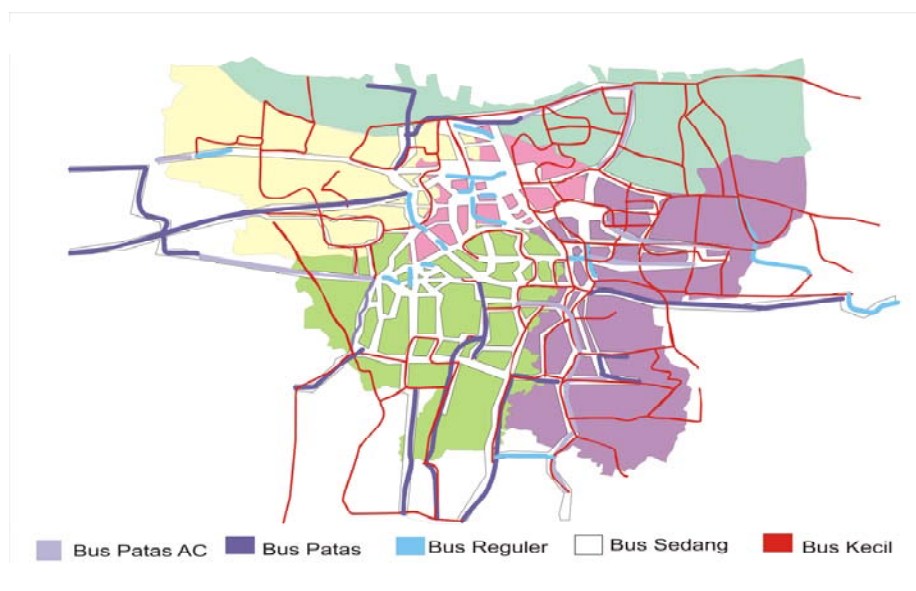 Bus Patas AC
Bus Patas
Bus Reguler
Bus Sedang
Bus Kecil